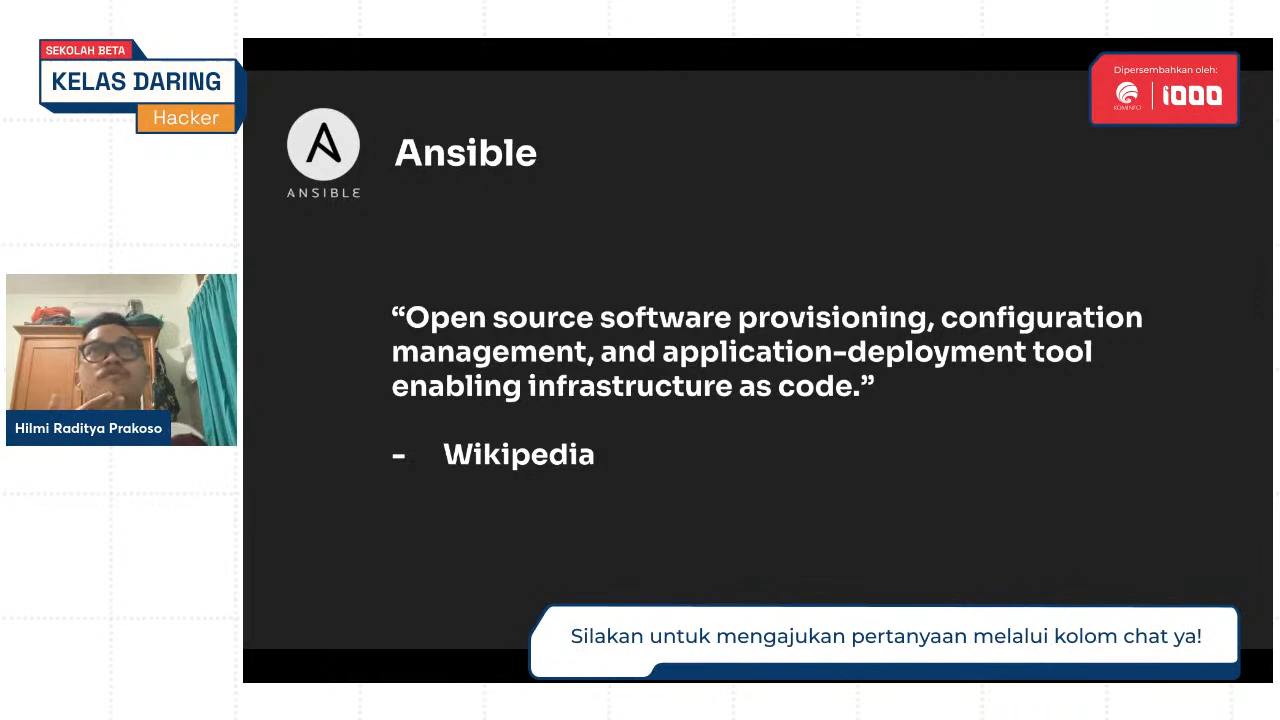 SEKOLAH BETA
KELAS DARING
Hacker
Dipersembahkan oleh:
KOMINFO
1000
ANSIBLE
Ansible
“Open source software provisioning, configuration
management, and application-deployment tool
enabling infrastructure as code.”
- Wikipedia
Hilmi Raditya Prakoso
Silakan untuk mengajukan pertanyaan melalui kolom chat ya!